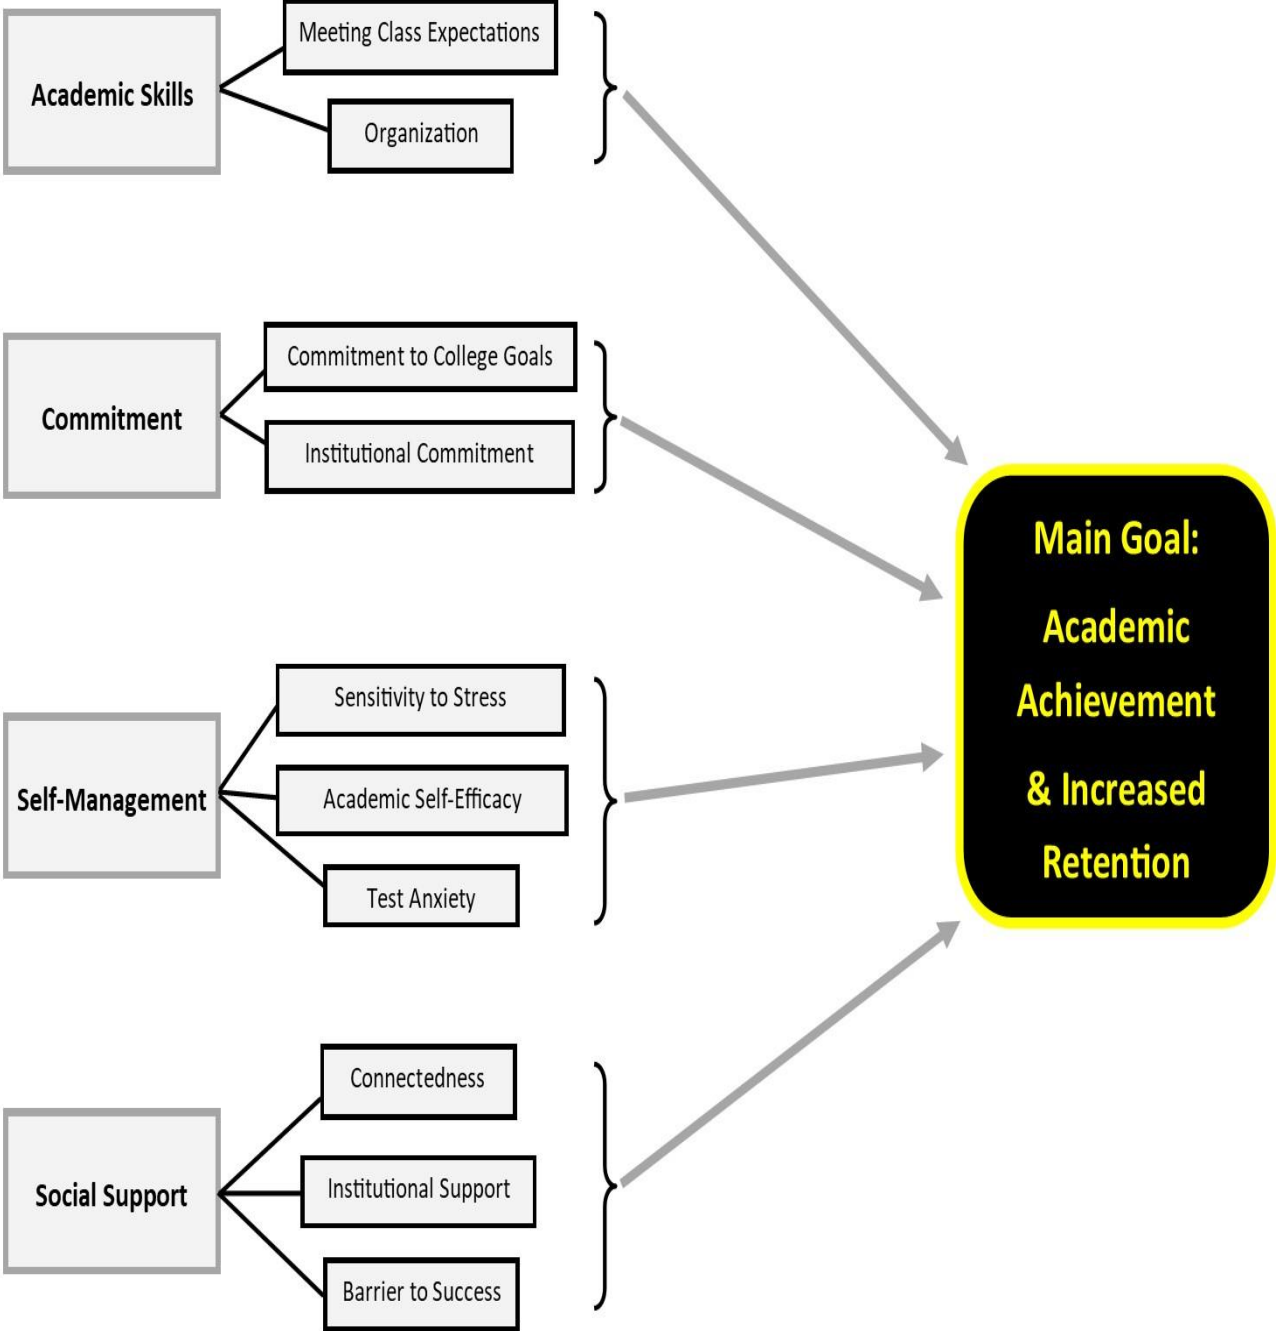 Academic Skills
Meeting Class Expectations
Organization
Commitment
Commitment to College Goals
Institutional Commitment
Self-Management
Sensitivity to Stress
Academic Self-Efficacy
Test Anxiety
Social Support
Connectedness
Institutional Support
Barrier to Success
Main Goal:
Academic
Achievement
& Increased
Retention